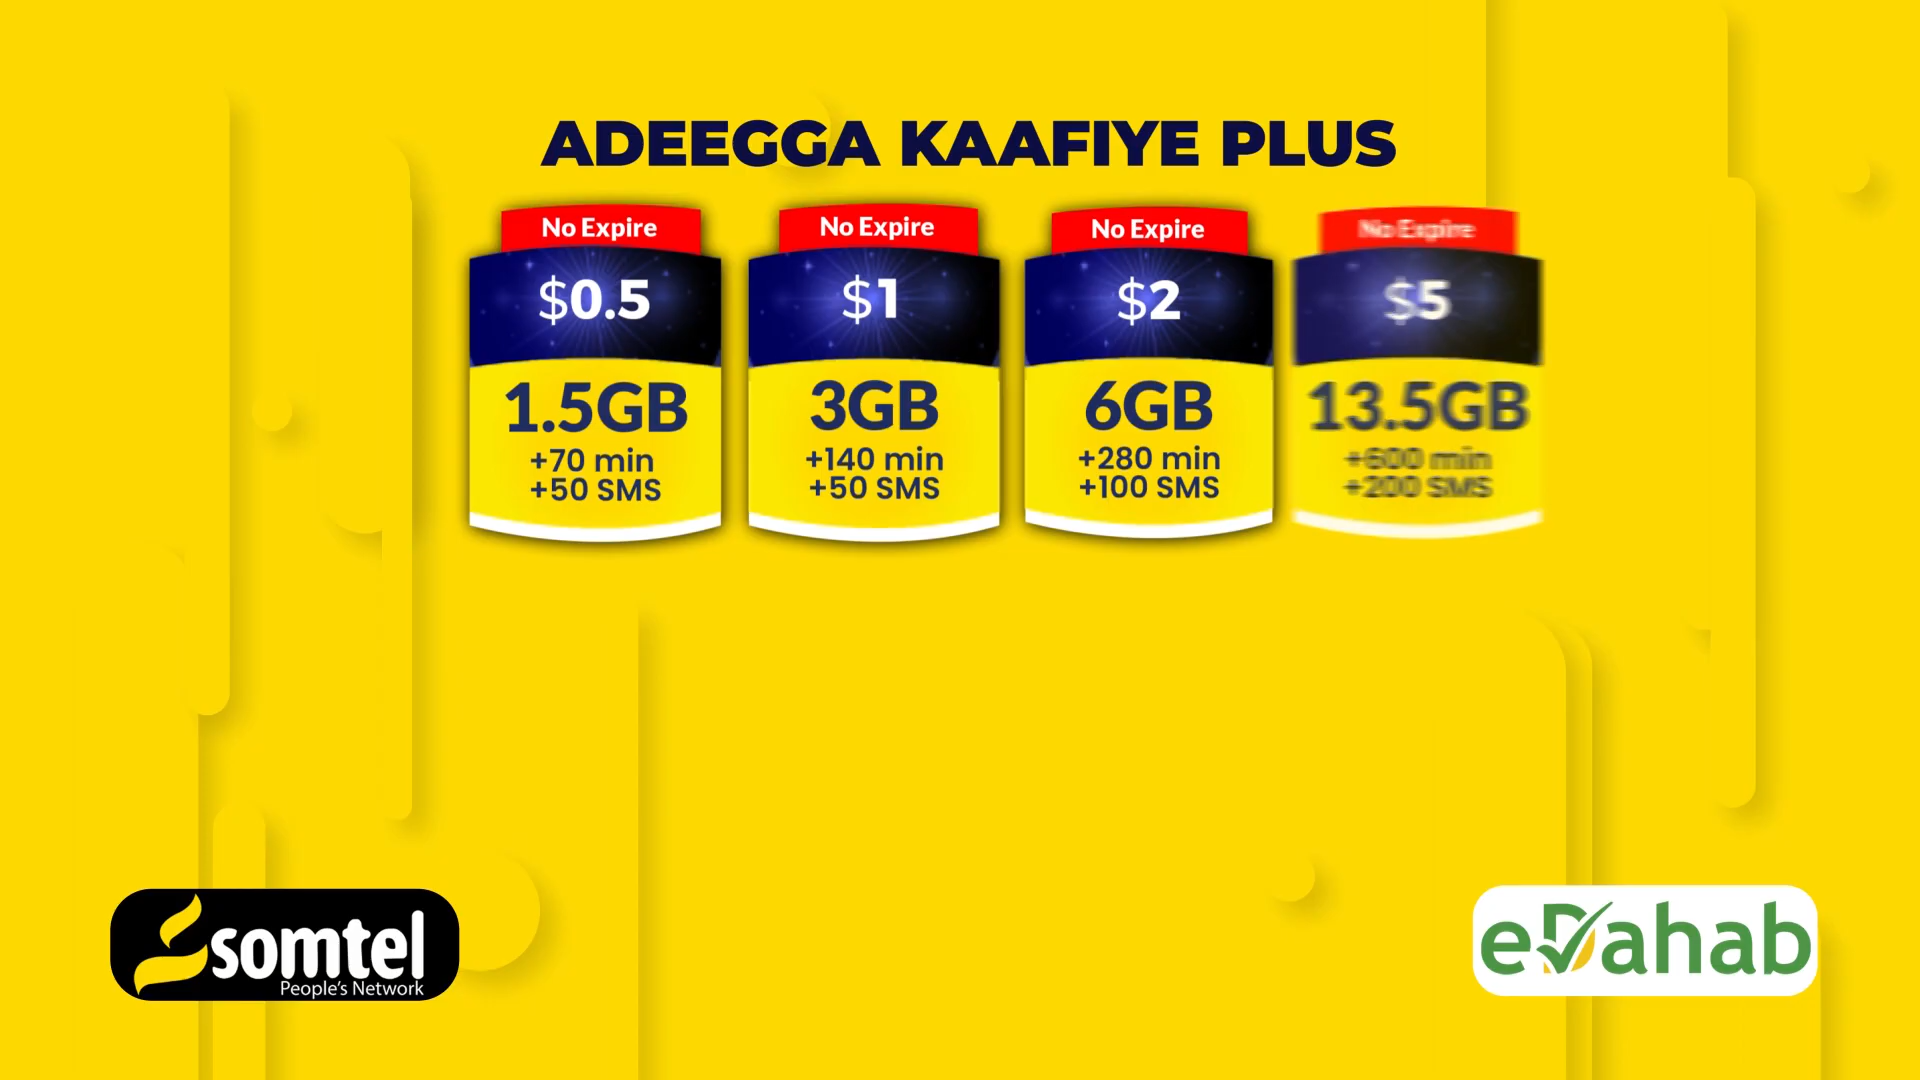 ADEEGGA KAAFIYE PLUS
No Expire
$0.5
1.5GB
+70 min
+50 SMS
No Expire
$1
3GB
+140 min
+50 SMS
No Expire
$2
6GB
+280 min
+100 SMS
No Expire
$5
13.5GB
+600 min
+200 SMS
somtel
People's Network
eDahab